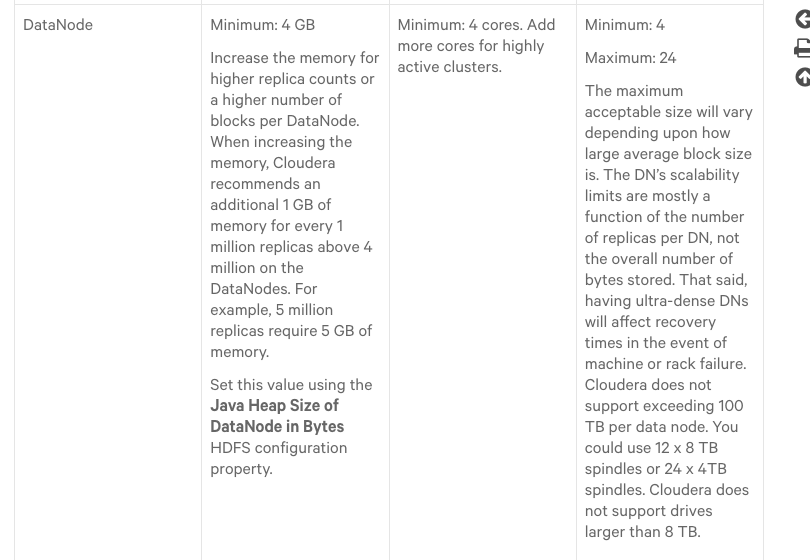 DataNode
Minimum: 4 GB
Increase the memory for
higher replica counts or
a higher number of
blocks per DataNode.
When increasing the
memory, Cloudera
recommends an
additional 1 GB of
memory for every 1
million replicas above 4
million on the
DataNodes. For
example, 5 million
replicas require 5 GB of
memory.
Set this value using the
Java Heap Size of
DataNode in Bytes
HDFS configuration
property.
Minimum: 4 cores. Add
more cores for highly
active clusters.
Minimum: 4
Maximum: 24
The maximum
acceptable size will vary
depending upon how
large average block size
is. The DN’s scalability
limits are mostly a
function of the number
of replicas per DN, not
the overall number of
bytes stored. That said,
having ultra-dense DNs
will affect recovery
times in the event of
machine or rack failure.
Cloudera does not
support exceeding 100
TB per data node. You
could use 12 x 8 TB
spindles or 24 x 4TB
spindles. Cloudera does
not support drives
larger than 8 TB.